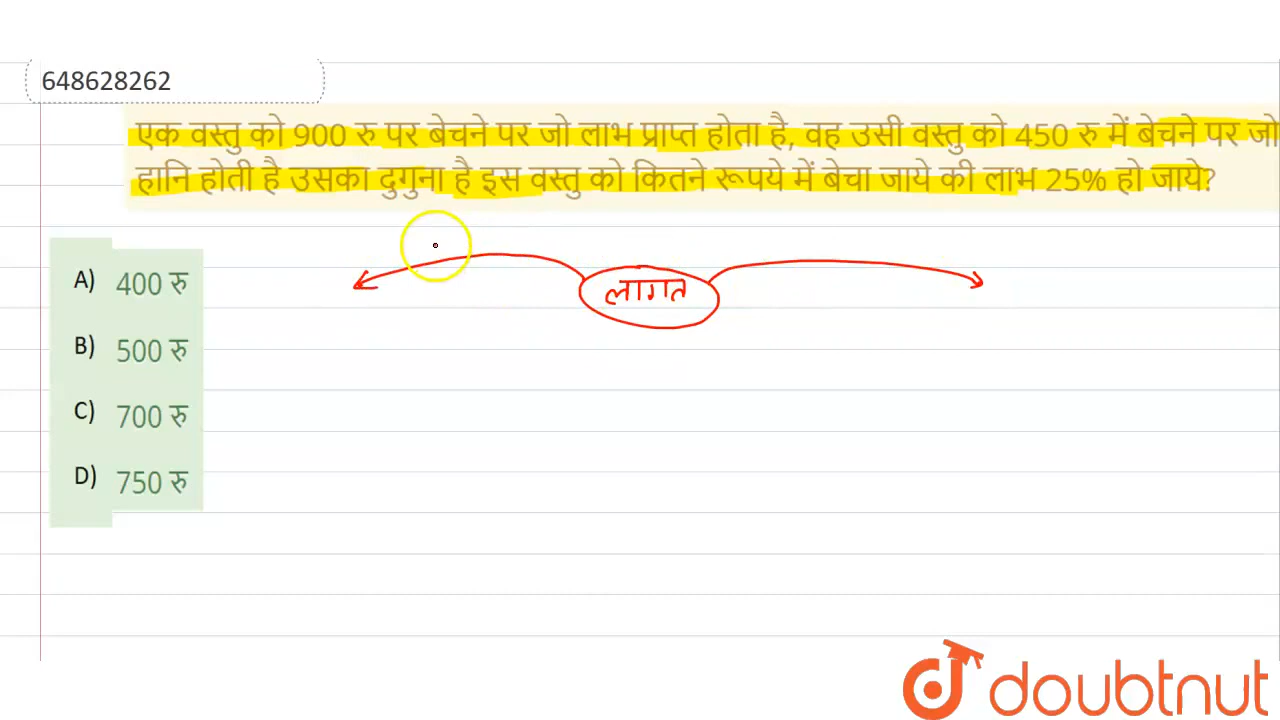 648628262
एक वस्तु को 900 रु पर बेचने पर जो लाभ प्राप्त होता है, वह उसी वस्तु को 450 रु में बेचने पर जो
हानि होती है उसका दुगुना है इस वस्तु को कितने रूपये में बेचा जाये की लाभ 25% हो जाये?
लागत
A) 400 रु
B) 500 रु
C) 700 रु
D) 750 रु
doubtnut